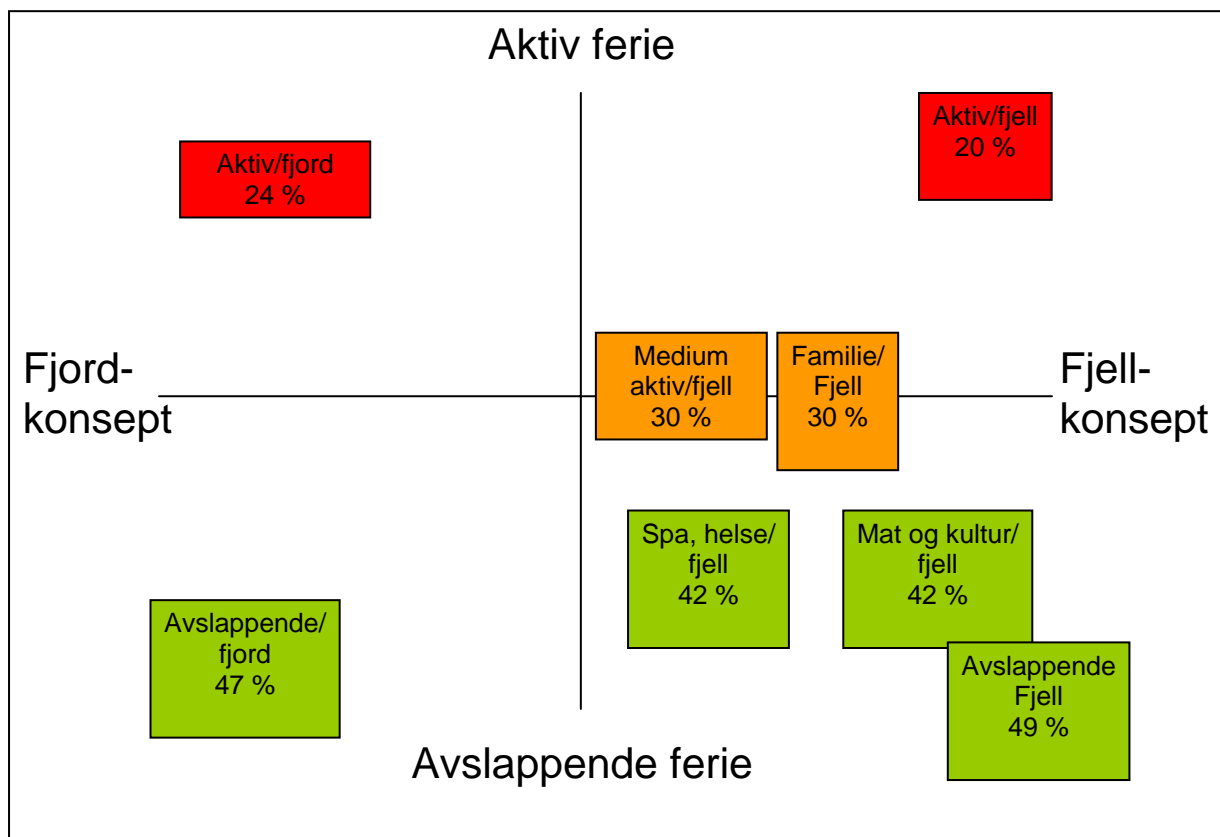 Aktiv ferie
Aktiv/fjell
20 %
Aktiv/fjord
24 %
Fjord-
konsept
Medium
aktiv/fjell
30 %
Familie/
Fjell
30 %
Fjell-
konsept
Spa, helse/
fjell
42 %
Mat og kultur/
fjell
42 %
Avslappende/
fjord
47 %
Avslappende
Fjell
49 %
Avslappende ferie